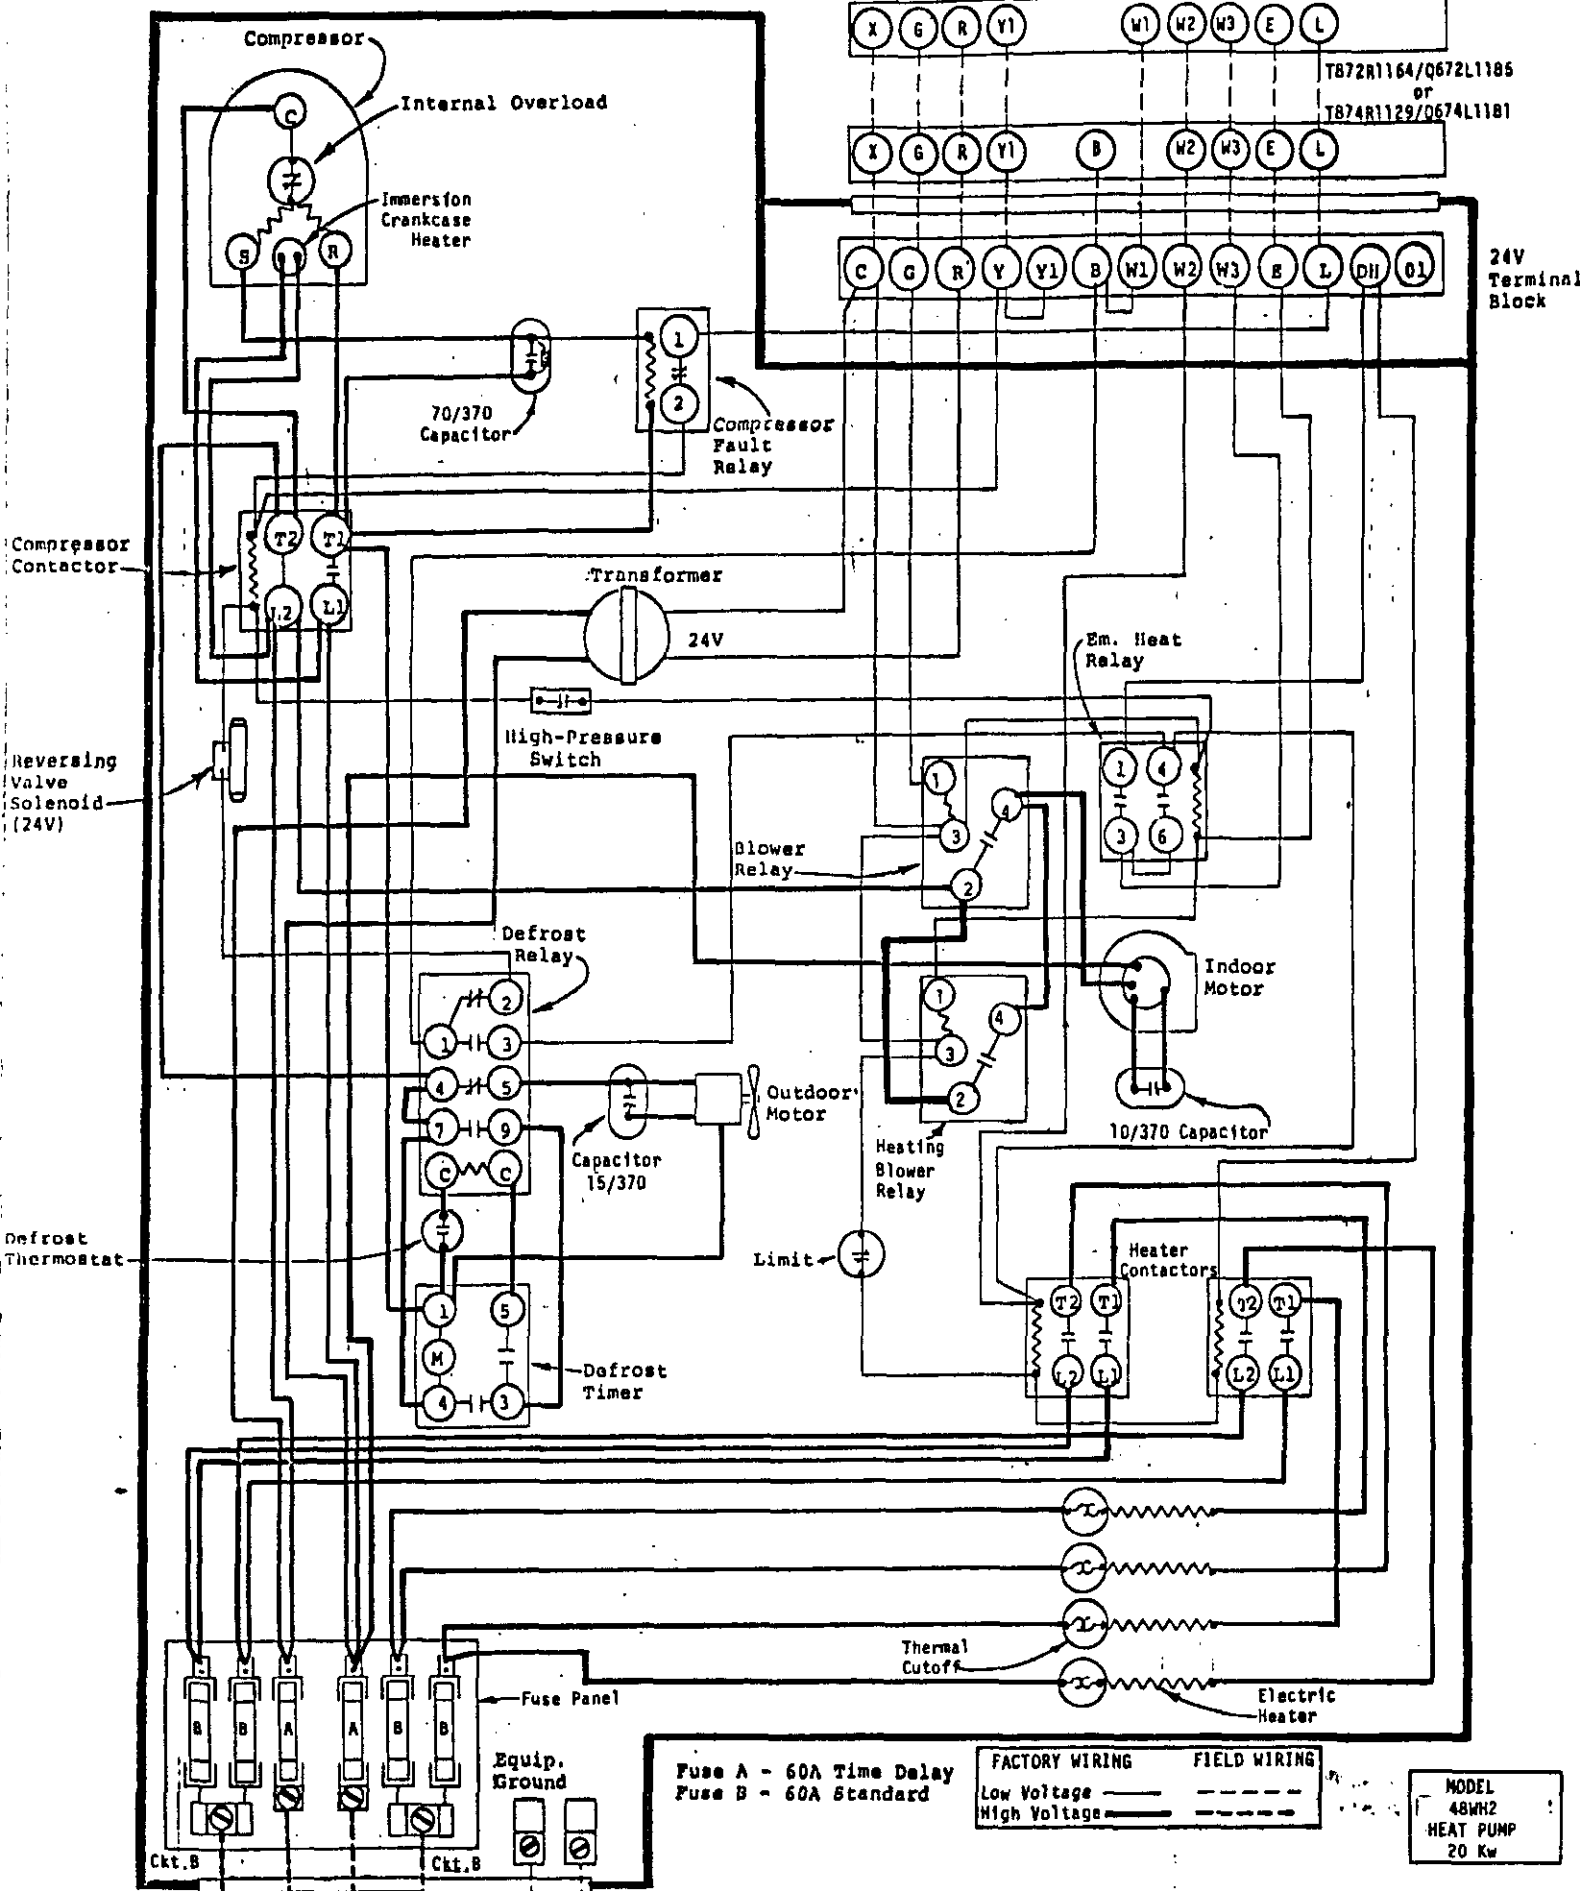 X G R Y1 W1 W2 W3 E L
T872R1164/Q672L1185
or
T874R1129/Q674L1181
X G R Y1 B W2 W3 E L
C G R Y Y1 B W1 W2 W3 E L DH O1
24V
Terminal
Block
Compressor
Internal Overload
C
Immersion
Crankcase
Heater
S R
70/370
Capacitor
1
2
Compressor
Fault
Relay
Compressor
Contactor
T2 T1
L2 L1
Transformer
24V
High-Pressure
Switch
Reversing
Valve
Solenoid
(24V)
Em. Heat
Relay
1 4
3 6
Blower
Relay
1
4
3
2
Defrost
Relay
2
1 3
4 5
7 9
C C
Outdoor
Motor
Capacitor
15/370
Indoor
Motor
10/370 Capacitor
1
4
3
2
Heating
Blower
Relay
Defrost
Thermostat
Limit
Heater
Contactors
T2 T1
L2 L1
T2 T1
L2 L1
1 5
M
4 3
Defrost
Timer
Thermal
Cutoff
Electric
Heater
Fuse Panel
B B A A B B
Equip.
Ground
Ckt.B
Ckt.B
Fuse A - 60A Time Delay
Fuse B - 60A Standard
FACTORY WIRING FIELD WIRING
Low Voltage
High Voltage
MODEL
48WH2
HEAT PUMP
20 Kw